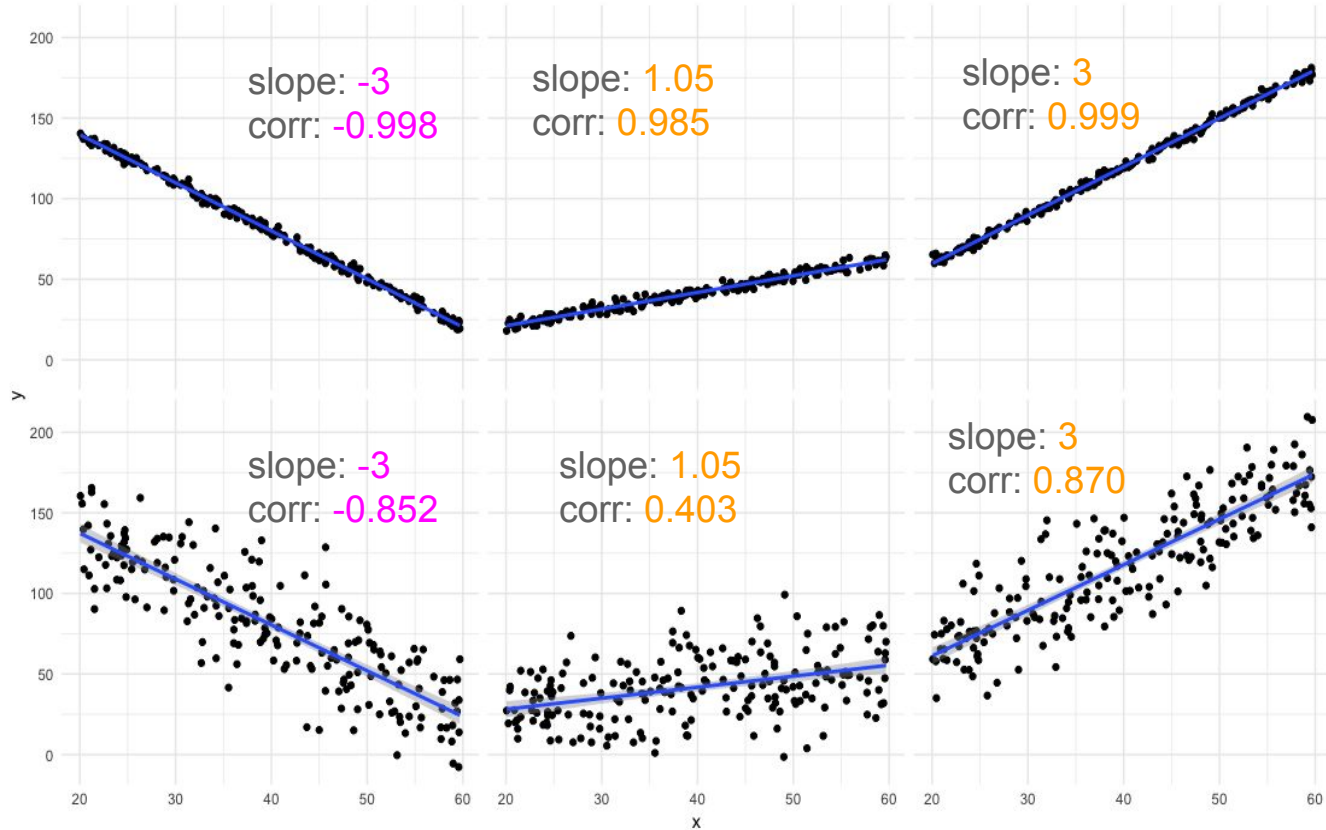 200
150
100
50
0
slope: -3
corr: -0.998
slope: 1.05
corr: 0.985
slope: 3
corr: 0.999
y
200
150
100
50
0
slope: -3
corr: -0.852
slope: 1.05
corr: 0.403
slope: 3
corr: 0.870
20 30 40 50 60
20 30 40 50 60
20 30 40 50 60
x